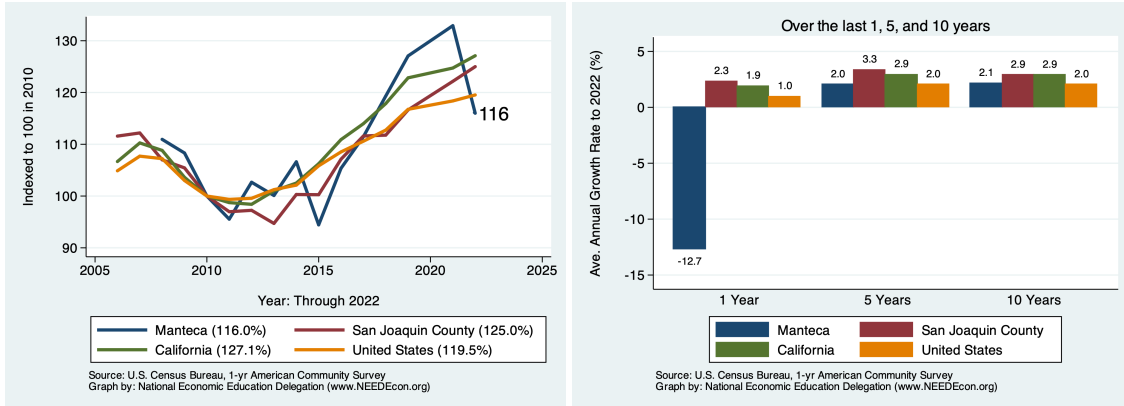 Indexed to 100 in 2010
130
120
110
100
90
116
2005
2010
2015
2020
2025
Year: Through 2022
Manteca (116.0%)
San Joaquin County (125.0%)
California (127.1%)
United States (119.5%)
Source: U.S. Census Bureau, 1-yr American Community Survey
Graph by: National Economic Education Delegation (www.NEEDEcon.org)
Over the last 1, 5, and 10 years
Ave. Annual Growth Rate to 2022 (%)
5
0
-5
-10
-15
-12.7
2.3
1.9
1.0
2.0
3.3
2.9
2.0
2.1
2.9
2.9
2.0
1 Year
5 Years
10 Years
Manteca
San Joaquin County
California
United States
Source: U.S. Census Bureau, 1-yr American Community Survey
Graph by: National Economic Education Delegation (www.NEEDEcon.org)